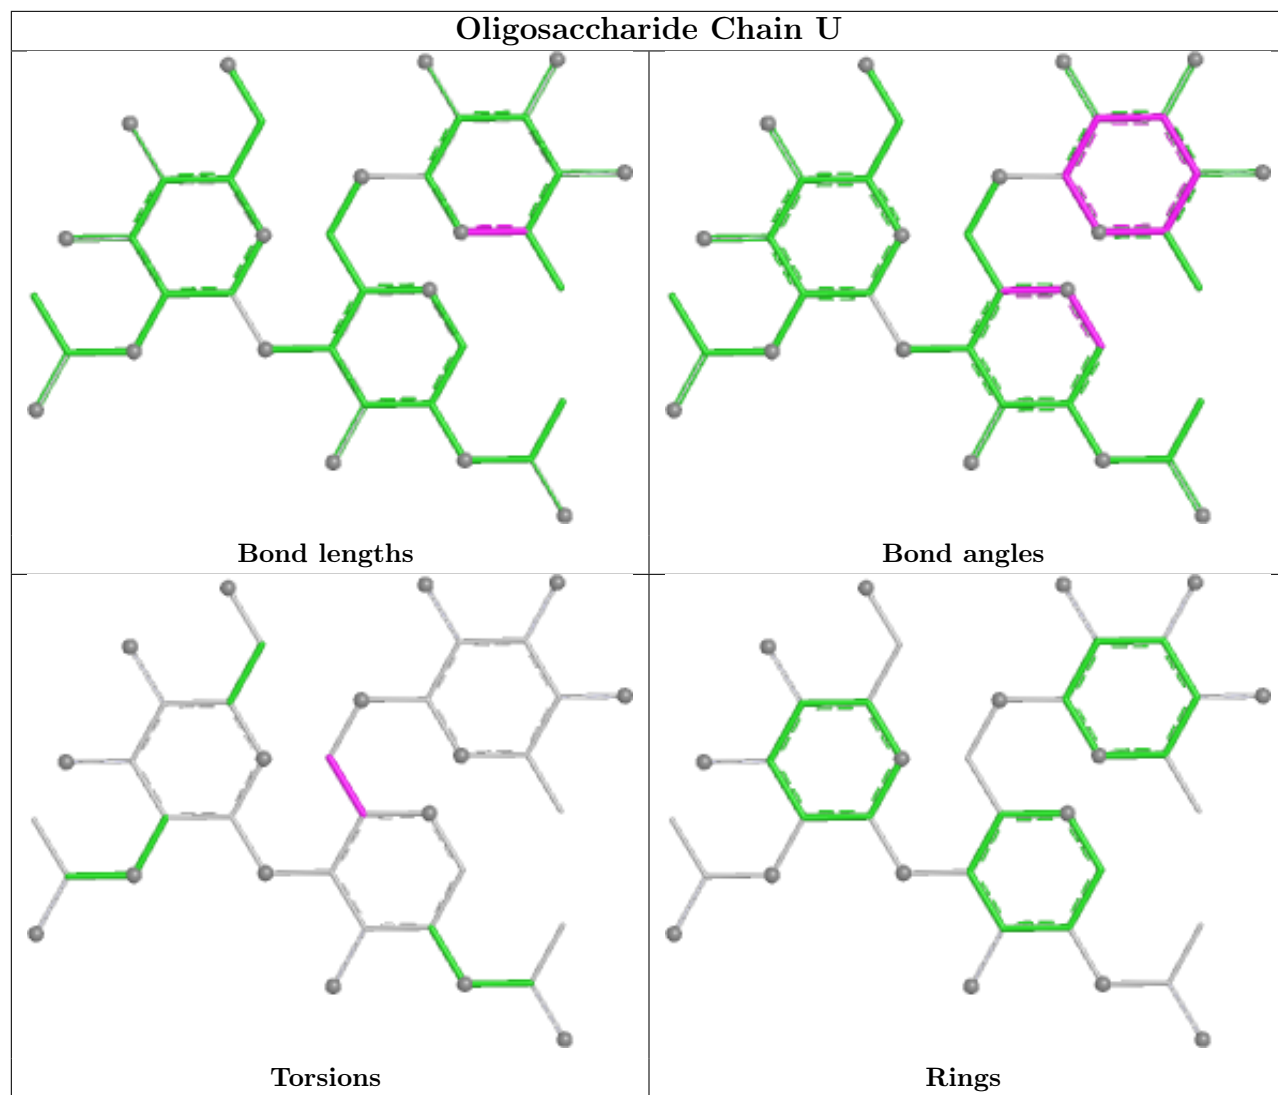 Oligosaccharide Chain U
Bond lengths
Bond angles
Torsions
Rings